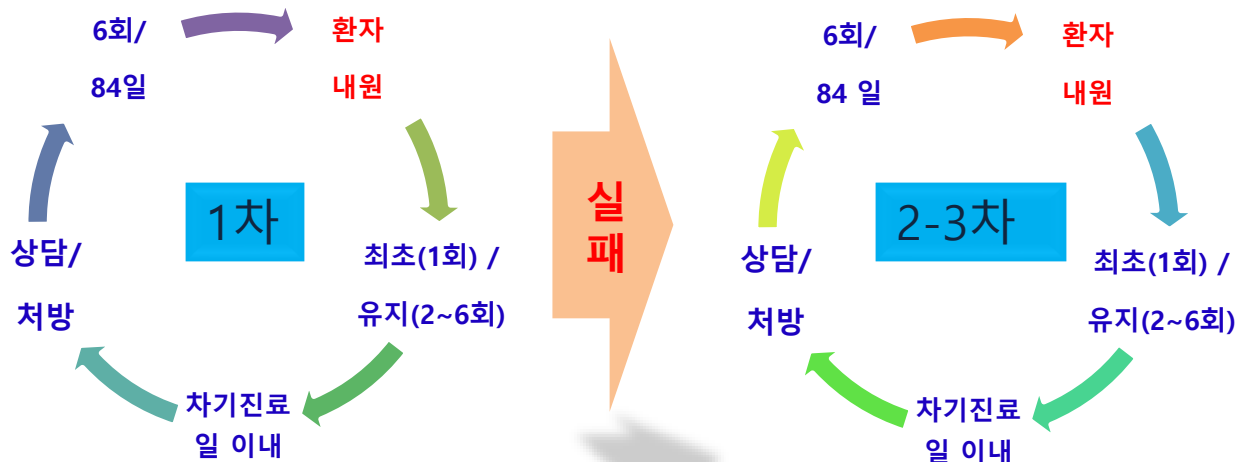 6회/
84일
환자
내원
1차
최초(1회) /
유지(2~6회)
차기진료
일 이내
상담/
처방
실
패
6회/
84 일
환자
내원
2-3차
최초(1회) /
유지(2~6회)
차기진료
일 이내
상담/
처방